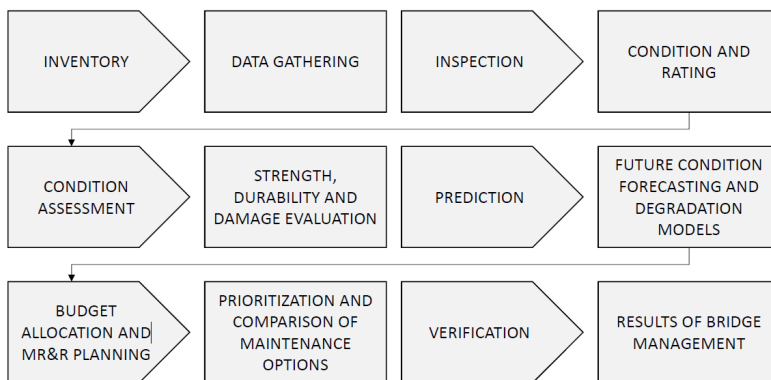 INVENTORY
DATA GATHERING
INSPECTION
CONDITION AND
RATING
CONDITION
ASSESSMENT
STRENGTH,
DURABILITY AND
DAMAGE EVALUATION
PREDICTION
FUTURE CONDITION
FORECASTING AND
DEGRADATION
MODELS
BUDGET
ALLOCATION AND
MR&R PLANNING
PRIORITIZATION AND
COMPARISON OF
MAINTENANCE
OPTIONS
VERIFICATION
RESULTS OF BRIDGE
MANAGEMENT